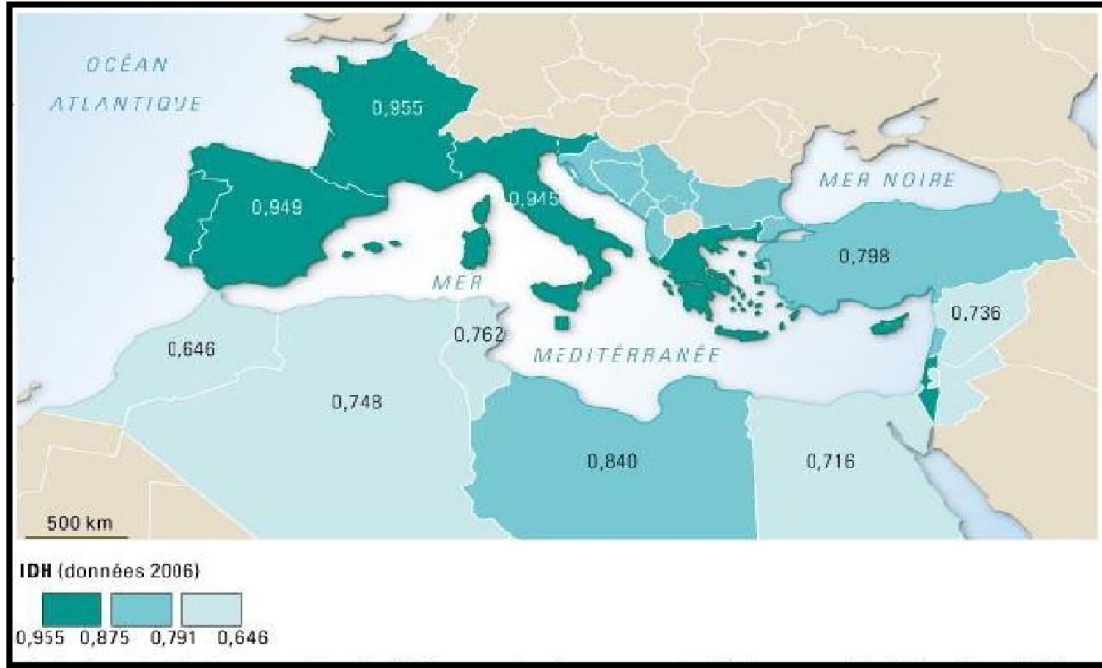 OCÉAN
ATLANTIQUE
0,955
MER NOIRE
0,949
0,945
0,798
MER
0,736
0,762
0,646
MEDITÉRRANÉE
0,748
0,840
0,716
500 km
IDH (données 2006)
0,955 0,875 0,791 0,646